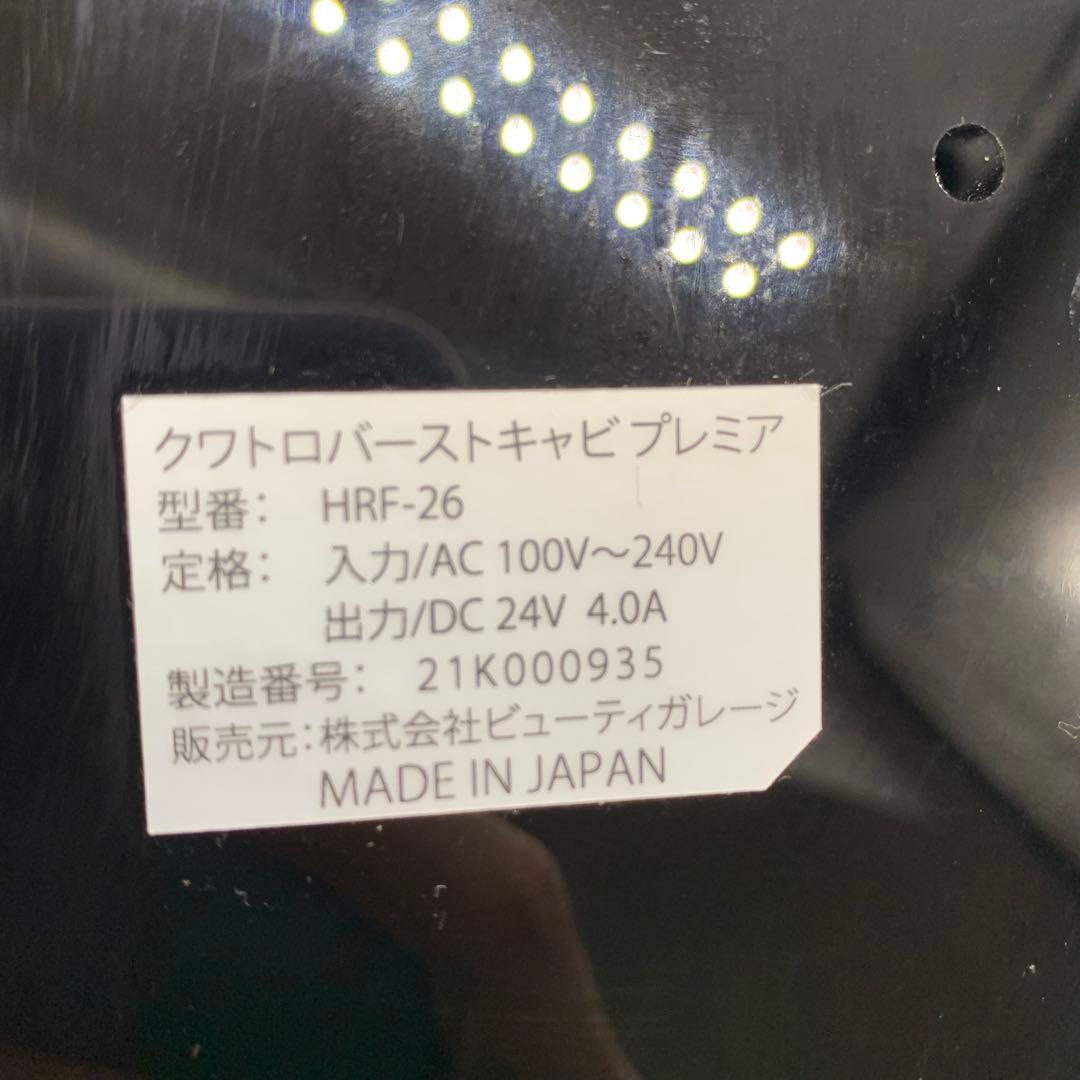 クワトロバーストキャビ プレミア
型番： HRF-26
定格： 入力/AC 100V～240V
出力/DC 24V 4.0A
製造番号： 21K000935
販売元：株式会社ビューティガレージ
MADE IN JAPAN